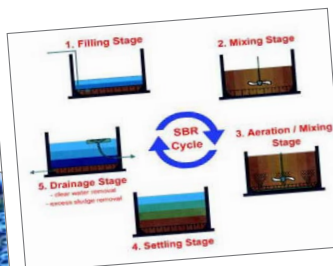 1. Filling Stage
2. Mixing Stage
SBR
Cycle
3. Aeration / Mixing
Stage
5. Drainage Stage
- clear water removal
- excess sludge removal
4. Settling Stage